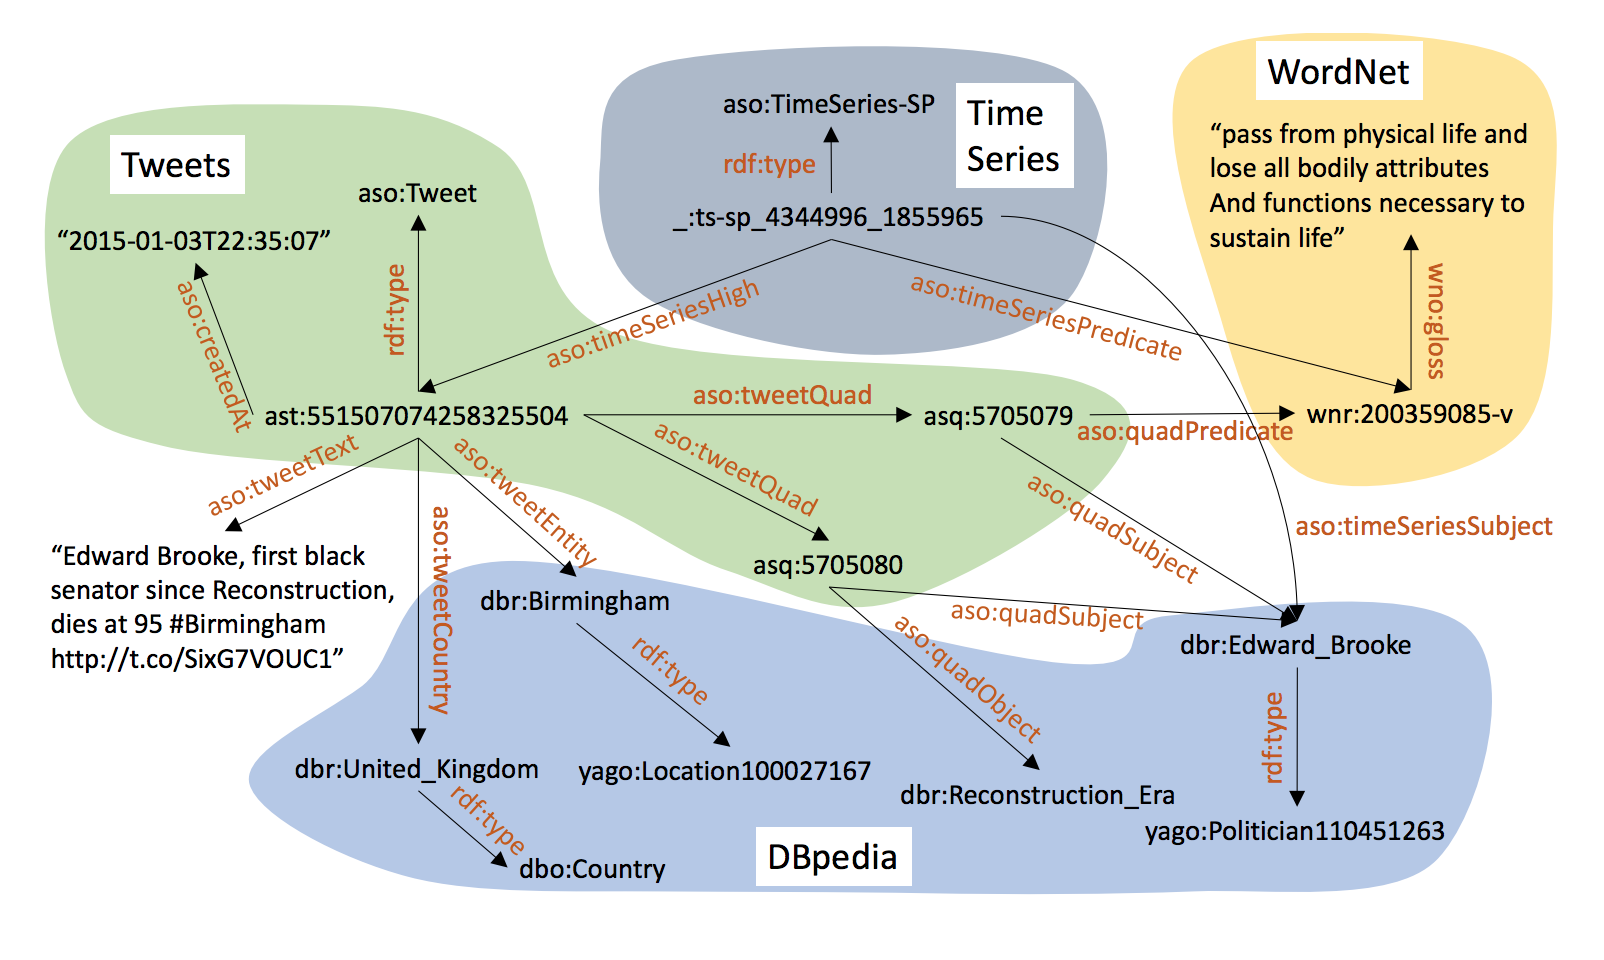 WordNet
Time
Series
aso:TimeSeries-SP
rdf:type
_:ts-sp_4344996_1855965
“pass from physical life and
lose all bodily attributes
And functions necessary to
sustain life”
wno:gloss
Tweets
aso:Tweet
“2015-01-03T22:35:07”
rdf:type
aso:createdAt
aso:timeSeriesHigh
aso:timeSeriesPredicate
ast:551507074258325504
aso:tweetQuad
asq:5705079
aso:quadPredicate
wnr:200359085-v
aso:tweetText
aso:tweetEntity
aso:tweetQuad
aso:quadSubject
aso:timeSeriesSubject
aso:tweetCountry
“Edward Brooke, first black
senator since Reconstruction,
dies at 95 #Birmingham
http://t.co/SixG7VOUC1”
asq:5705080
dbr:Birmingham
aso:quadSubject
aso:quadObject
dbr:Edward_Brooke
rdf:type
rdf:type
dbr:United_Kingdom
yago:Location100027167
dbr:Reconstruction_Era
yago:Politician110451263
rdf:type
dbo:Country
DBpedia